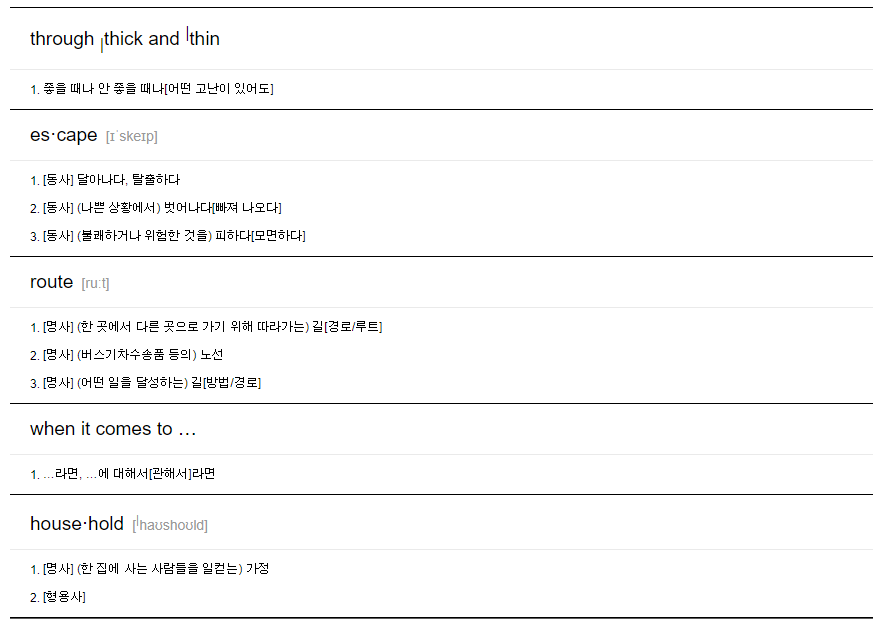 through ˌthick and ˈthin
1. 좋을 때나 안 좋을 때나[어떤 고난이 있어도]
es·cape [ɪˈskeɪp]
1. [동사] 달아나다, 탈출하다
2. [동사] (나쁜 상황에서) 벗어나다[빠져 나오다]
3. [동사] (불쾌하거나 위험한 것을) 피하다[모면하다]
route [ruːt]
1. [명사] (한 곳에서 다른 곳으로 가기 위해 따라가는) 길[경로/루트]
2. [명사] (버스기차수송품 등의) 노선
3. [명사] (어떤 일을 달성하는) 길[방법/경로]
when it comes to …
1. …라면, …에 대해서[관해서]라면
house·hold [ˈhaʊshoʊld]
1. [명사] (한 집에 사는 사람들을 일컫는) 가정
2. [형용사]